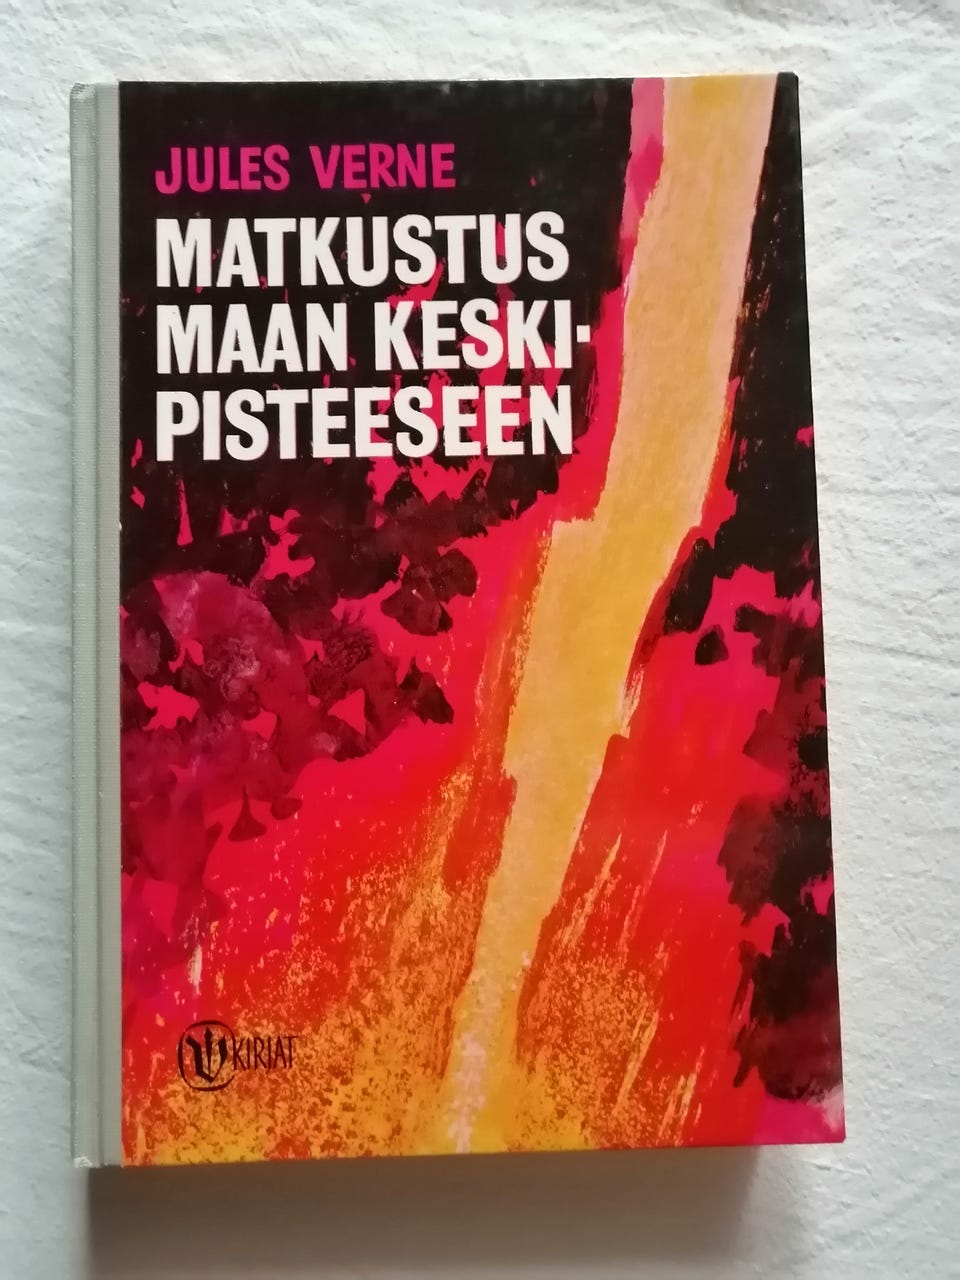 JULES VERNE
MATKUSTUS
MAAN KESKI-
PISTEESEEN
V KIRJAT